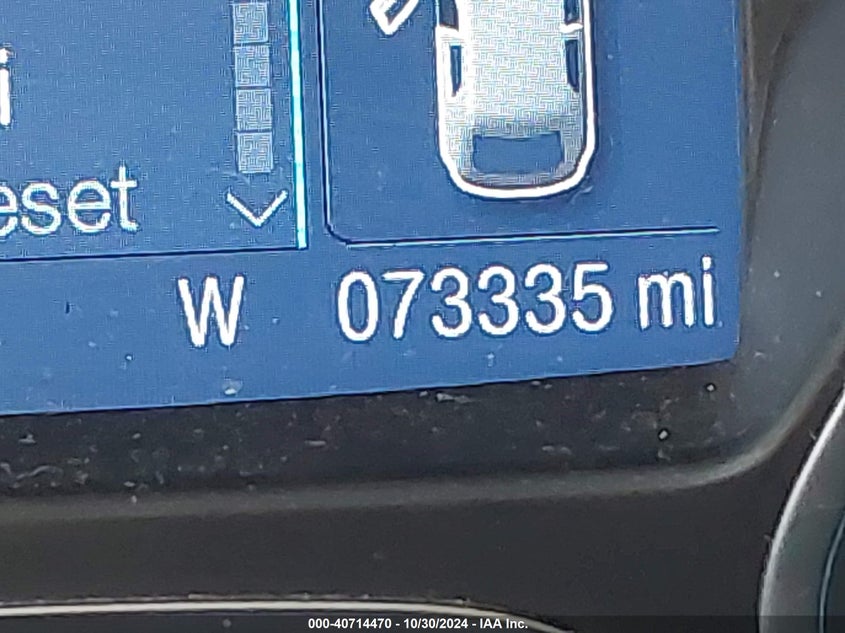 i
eset
W 073335 mi
000-40714470 - 10/30/2024 - IAA Inc.